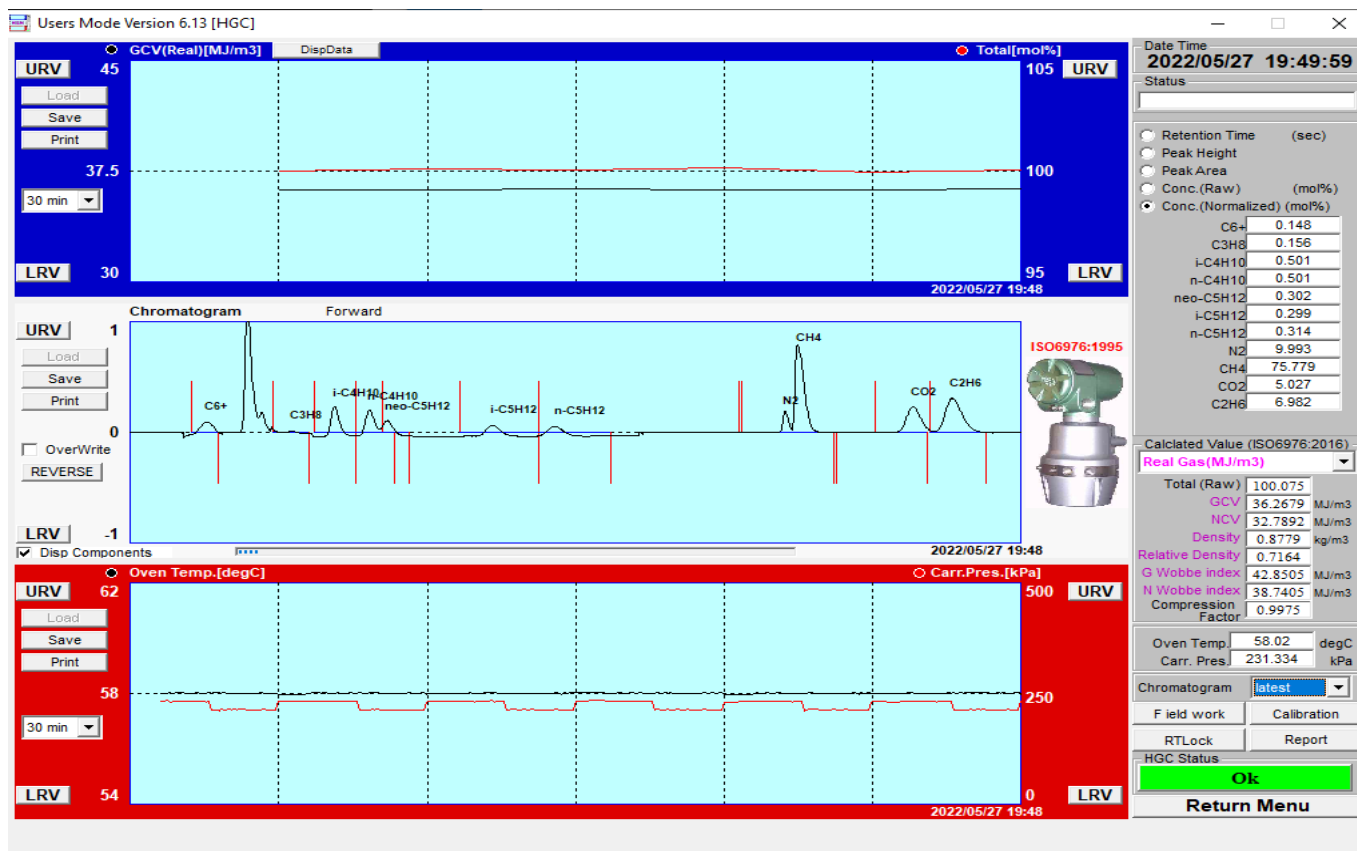 Users Mode Version 6.13 [HGC]
GCV(Real)[MJ/m3] DispData Total[mol%]
URV 45 105 URV
Load
Save
Print
37.5 100
30 min
LRV 30 95 LRV
2022/05/27 19:48
Chromatogram Forward
URV 1
Load
Save
Print
0
OverWrite
REVERSE
LRV -1
Disp Components
C6+
C3H8
i-C4H10
n-C4H10
neo-C5H12
i-C5H12
n-C5H12
N2
CH4
CO2
C2H6
ISO6976:1995
2022/05/27 19:48
Oven Temp.[degC] Carr.Pres.[kPa]
URV 62 500 URV
Load
Save
Print
58 250
30 min
LRV 54 0 LRV
2022/05/27 19:48
Date Time
2022/05/27 19:49:59
Status
Retention Time (sec)
Peak Height
Peak Area
Conc.(Raw) (mol%)
Conc.(Normalized) (mol%)
C6+ 0.148
C3H8 0.156
i-C4H10 0.501
n-C4H10 0.501
neo-C5H12 0.302
i-C5H12 0.299
n-C5H12 0.314
N2 9.993
CH4 75.779
CO2 5.027
C2H6 6.982
Calclated Value (ISO6976:2016)
Real Gas(MJ/m3)
Total (Raw) 100.075
GCV 36.2679 MJ/m3
NCV 32.7892 MJ/m3
Density 0.8779 kg/m3
Relative Density 0.7164
G Wobbe index 42.8505 MJ/m3
N Wobbe index 38.7405 MJ/m3
Compression
Factor 0.9975
Oven Temp. 58.02 degC
Carr. Pres. 231.334 kPa
Chromatogram latest
F ield work Calibration
RTLock Report
HGC Status
Ok
Return Menu